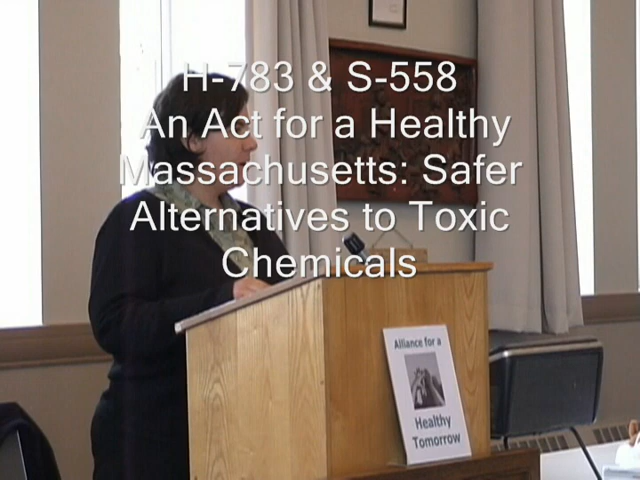 H-783 & S-558
An Act for a Healthy
Massachusetts: Safer
Alternatives to Toxic
Chemicals
Alliance for a
Healthy
Tomorrow